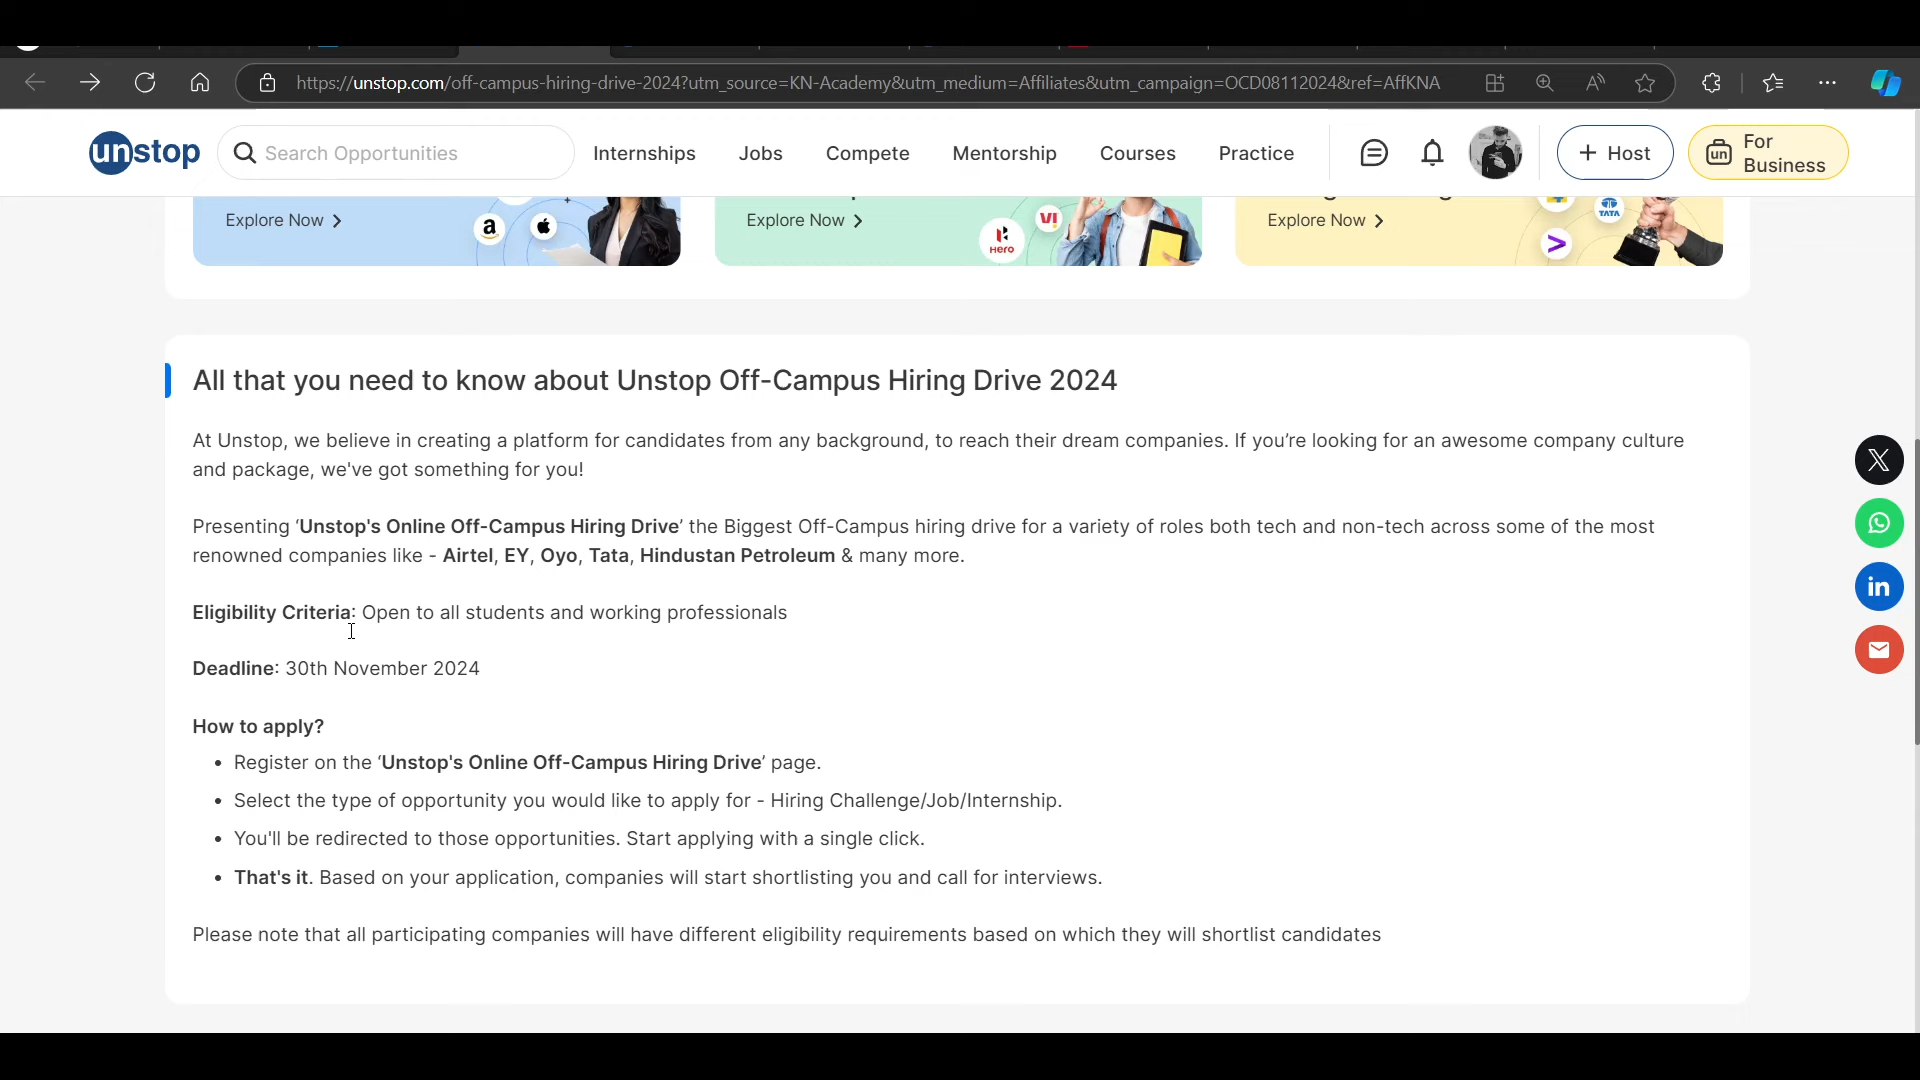 https://unstop.com/off-campus-hiring-drive-2024?utm_source=KN-Academy&utm_medium=Affiliates&utm_campaign=OCD08112024&ref=AffKNA
unstop
Search Opportunities
Internships
Jobs
Compete
Mentorship
Courses
Practice
+ Host
un
For
Business
Explore Now >
a
Explore Now >
Hero
VI
Explore Now >
TATA
All that you need to know about Unstop Off-Campus Hiring Drive 2024
At Unstop, we believe in creating a platform for candidates from any background, to reach their dream companies. If you’re looking for an awesome company culture
and package, we've got something for you!
Presenting ‘Unstop's Online Off-Campus Hiring Drive’ the Biggest Off-Campus hiring drive for a variety of roles both tech and non-tech across some of the most
renowned companies like - Airtel, EY, Oyo, Tata, Hindustan Petroleum & many more.
Eligibility Criteria: Open to all students and working professionals
Deadline: 30th November 2024
How to apply?
• Register on the ‘Unstop's Online Off-Campus Hiring Drive’ page.
• Select the type of opportunity you would like to apply for - Hiring Challenge/Job/Internship.
• You'll be redirected to those opportunities. Start applying with a single click.
• That's it. Based on your application, companies will start shortlisting you and call for interviews.
Please note that all participating companies will have different eligibility requirements based on which they will shortlist candidates
X
in